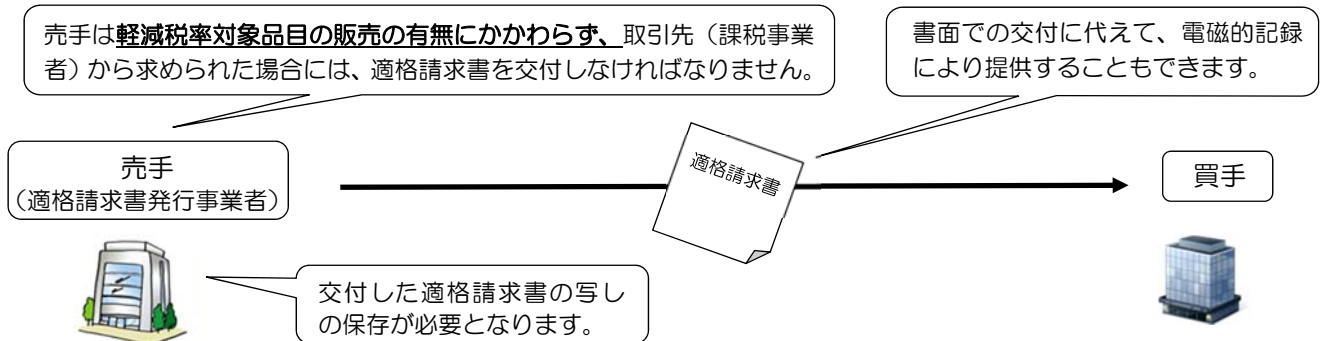 売手は軽減税率対象品目の販売の有無にかかわらず、取引先（課税事業
者）から求められた場合には、適格請求書を交付しなければなりません。
書面での交付に代えて、電磁的記録
により提供することもできます。
売手
（適格請求書発行事業者）
適格請求書
買手
交付した適格請求書の写し
の保存が必要となります。